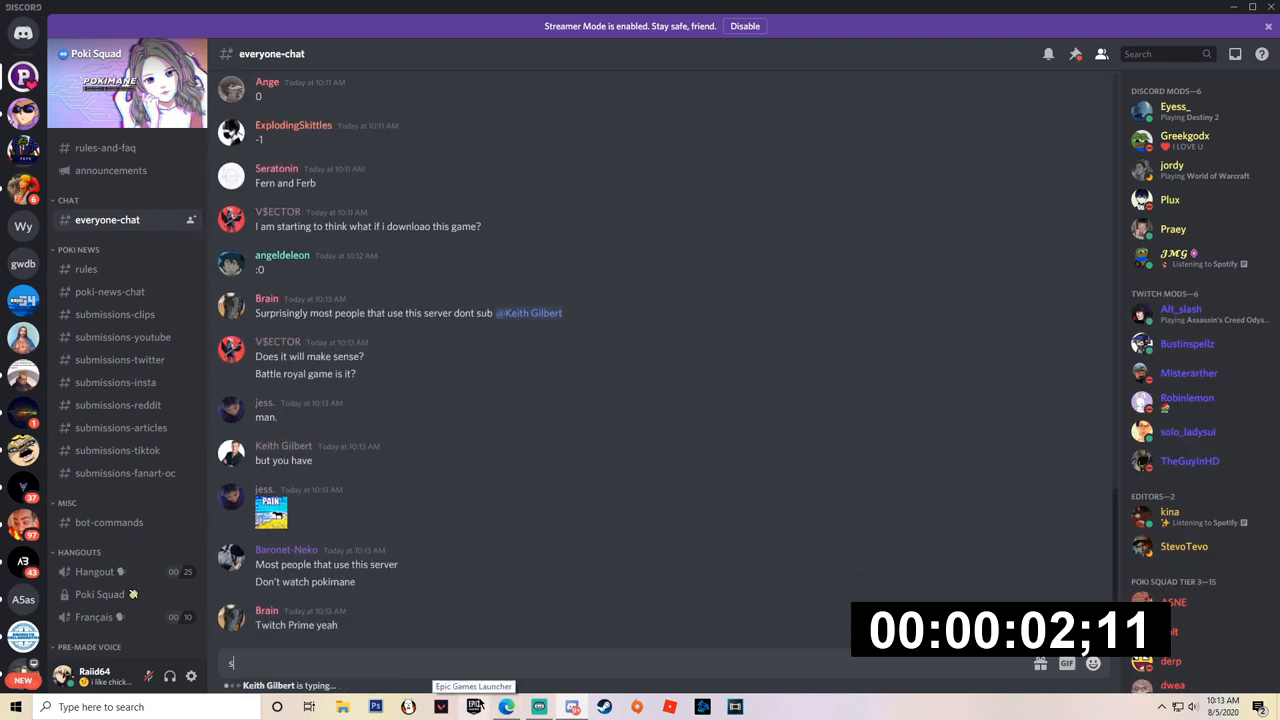 DISCORD
Streamer Mode is enabled. Stay safe, friend. Disable
Poki Squad
POKIMANE
rules-and-faq
announcements
CHAT
everyone-chat
POKI NEWS
rules
poki-news-chat
submissions-clips
submissions-youtube
submissions-twitter
submissions-insta
submissions-reddit
submissions-articles
submissions-tiktok
submissions-fanart-oc
MISC
bot-commands
HANGOUTS
Hangout 00 25
Poki Squad
Français 00 10
PRE-MADE VOICE
Raiid64
i like chick...
Wy
gwdb
A5as
6
1
37
97
43
NEW
everyone-chat
Search
Ange Today at 10:11 AM
0
ExplodingSkittles Today at 10:11 AM
-1
Seratonin Today at 10:11 AM
Fern and Ferb
V$ECTOR Today at 10:11 AM
I am starting to think what if i downloao this game?
angeldeleon Today at 10:12 AM
:0
Brain Today at 10:13 AM
Surprisingly most people that use this server dont sub @Keith Gilbert
V$ECTOR Today at 10:13 AM
Does it will make sense?
Battle royal game is it?
jess. Today at 10:13 AM
man.
Keith Gilbert Today at 10:13 AM
but you have
jess. Today at 10:13 AM
PAIN
Baronet-Neko Today at 10:13 AM
Most people that use this server
Don't watch pokimane
Brain Today at 10:13 AM
Twitch Prime yeah
s
GIF
Keith Gilbert is typing...
Epic Games Launcher
DISCORD MODS—6
Eyess_
Playing Destiny 2
Greekgodx
I LOVE U
jordy
Playing World of Warcraft
Plux
Praey
JMG
Listening to Spotify
TWITCH MODS—6
Alt_slash
Playing Assassin's Creed Odys...
Bustinspellz
Misterarther
Robinlemon
solo_ladysui
TheGuyInHD
EDITORS—2
kina
Listening to Spotify
StevoTevo
POKI SQUAD TIER 3—15
derp
dwea
00:00:02;11
Type here to search
10:13 AM
8/5/2020